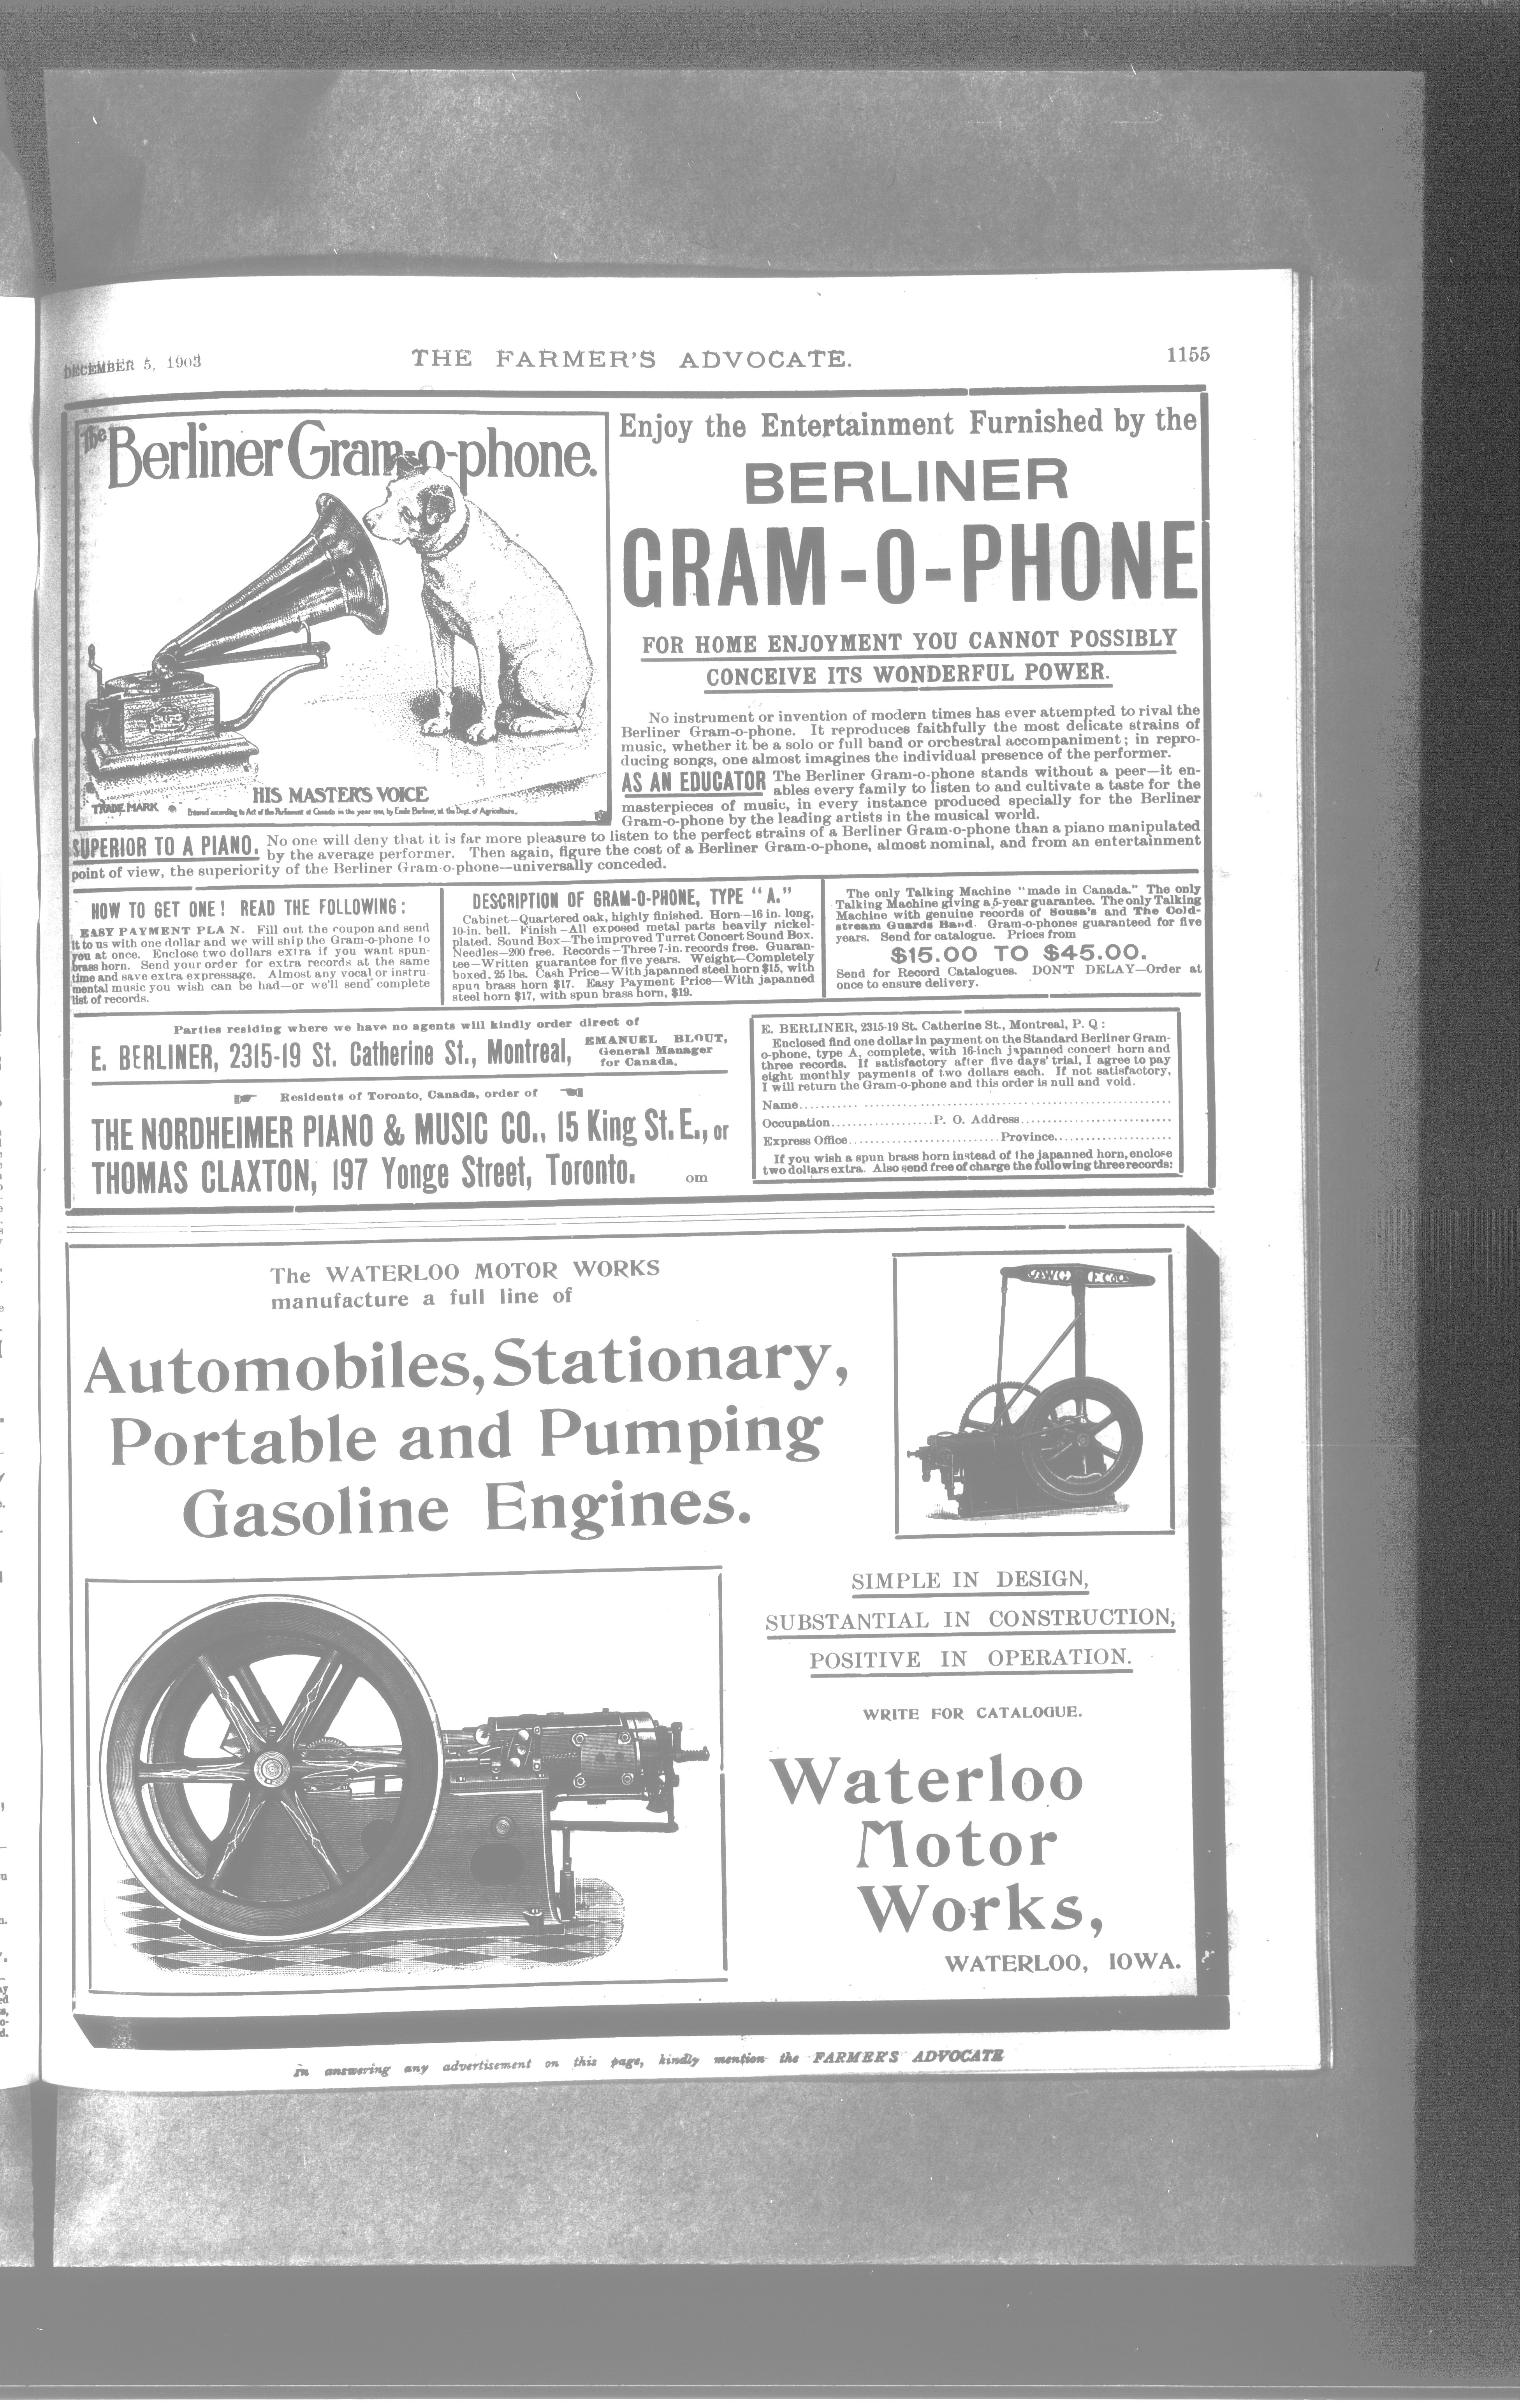 DECEMBER 5, 1903
THE FARMER'S ADVOCATE.
1155
The Berliner Gram-o-phone.
HIS MASTER'S VOICE
TRADE MARK
Entered according to Act of the Parliament of Canada in the year 1900, by Emile Berliner, at the Dept. of Agriculture.
Enjoy the Entertainment Furnished by the
BERLINER
GRAM-O-PHONE
FOR HOME ENJOYMENT YOU CANNOT POSSIBLY
CONCEIVE ITS WONDERFUL POWER.
No instrument or invention of modern times has ever attempted to rival the
Berliner Gram-o-phone. It reproduces faithfully the most delicate strains of
music, whether it be a solo or full band or orchestral accompaniment; in repro-
ducing songs, one almost imagines the individual presence of the performer.
AS AN EDUCATOR The Berliner Gram-o-phone stands without a peer—it en-
ables every family to listen to and cultivate a taste for the
masterpieces of music, in every instance produced specially for the Berliner
Gram-o-phone by the leading artists in the musical world.
SUPERIOR TO A PIANO. No one will deny that it is far more pleasure to listen to the perfect strains of a Berliner Gram-o-phone than a piano manipulated
by the average performer. Then again, figure the cost of a Berliner Gram-o-phone, almost nominal, and from an entertainment
point of view, the superiority of the Berliner Gram-o-phone—universally conceded.
HOW TO GET ONE! READ THE FOLLOWING:
EASY PAYMENT PLAN. Fill out the coupon and send
it to us with one dollar and we will ship the Gram-o-phone to
you at once. Enclose two dollars extra if you want spun-
brass horn. Send your order for extra records at the same
time and save extra expressage. Almost any vocal or instru-
mental music you wish can be had—or we'll send complete
list of records.
DESCRIPTION OF GRAM-O-PHONE, TYPE "A."
Cabinet—Quartered oak, highly finished. Horn—16 in. long,
10-in. bell. Finish—All exposed metal parts heavily nickel-
plated. Sound Box—The improved Turret Concert Sound Box.
Needles—200 free. Records—Three 7-in. records free. Guaran-
tee—Written guarantee for five years. Weight—Completely
boxed, 25 lbs. Cash Price—With japanned steel horn $15, with
spun brass horn $17. Easy Payment Price—With japanned
steel horn $17, with spun brass horn, $19.
The only Talking Machine "made in Canada." The only
Talking Machine giving a 5-year guarantee. The only Talking
Machine with genuine records of Sousa's and The Cold-
stream Guards Band. Gram-o-phones guaranteed for five
years. Send for catalogue. Prices from
$15.00 TO $45.00.
Send for Record Catalogues. DON'T DELAY—Order at
once to ensure delivery.
Parties residing where we have no agents will kindly order direct of
E. BERLINER, 2315-19 St. Catherine St., Montreal,
EMANUEL BLOUT,
General Manager
for Canada.
Residents of Toronto, Canada, order of
THE NORDHEIMER PIANO & MUSIC CO., 15 King St. E., or
THOMAS CLAXTON, 197 Yonge Street, Toronto.
om
E. BERLINER, 2315-19 St. Catherine St., Montreal, P. Q:
Enclosed find one dollar in payment on the Standard Berliner Gram-
o-phone, type A, complete, with 16-inch japanned concert horn and
three records. If satisfactory after five days' trial, I agree to pay
eight monthly payments of two dollars each. If not satisfactory,
I will return the Gram-o-phone and this order is null and void.
Name
Occupation P. O. Address
Express Office Province
If you wish a spun brass horn instead of the japanned horn, enclose
two dollars extra. Also send free of charge the following three records:
The WATERLOO MOTOR WORKS
manufacture a full line of
Automobiles, Stationary,
Portable and Pumping
Gasoline Engines.
SIMPLE IN DESIGN,
SUBSTANTIAL IN CONSTRUCTION,
POSITIVE IN OPERATION.
WRITE FOR CATALOGUE.
Waterloo
Motor
Works,
WATERLOO, IOWA.
In answering any advertisement on this page, kindly mention the FARMER'S ADVOCATE